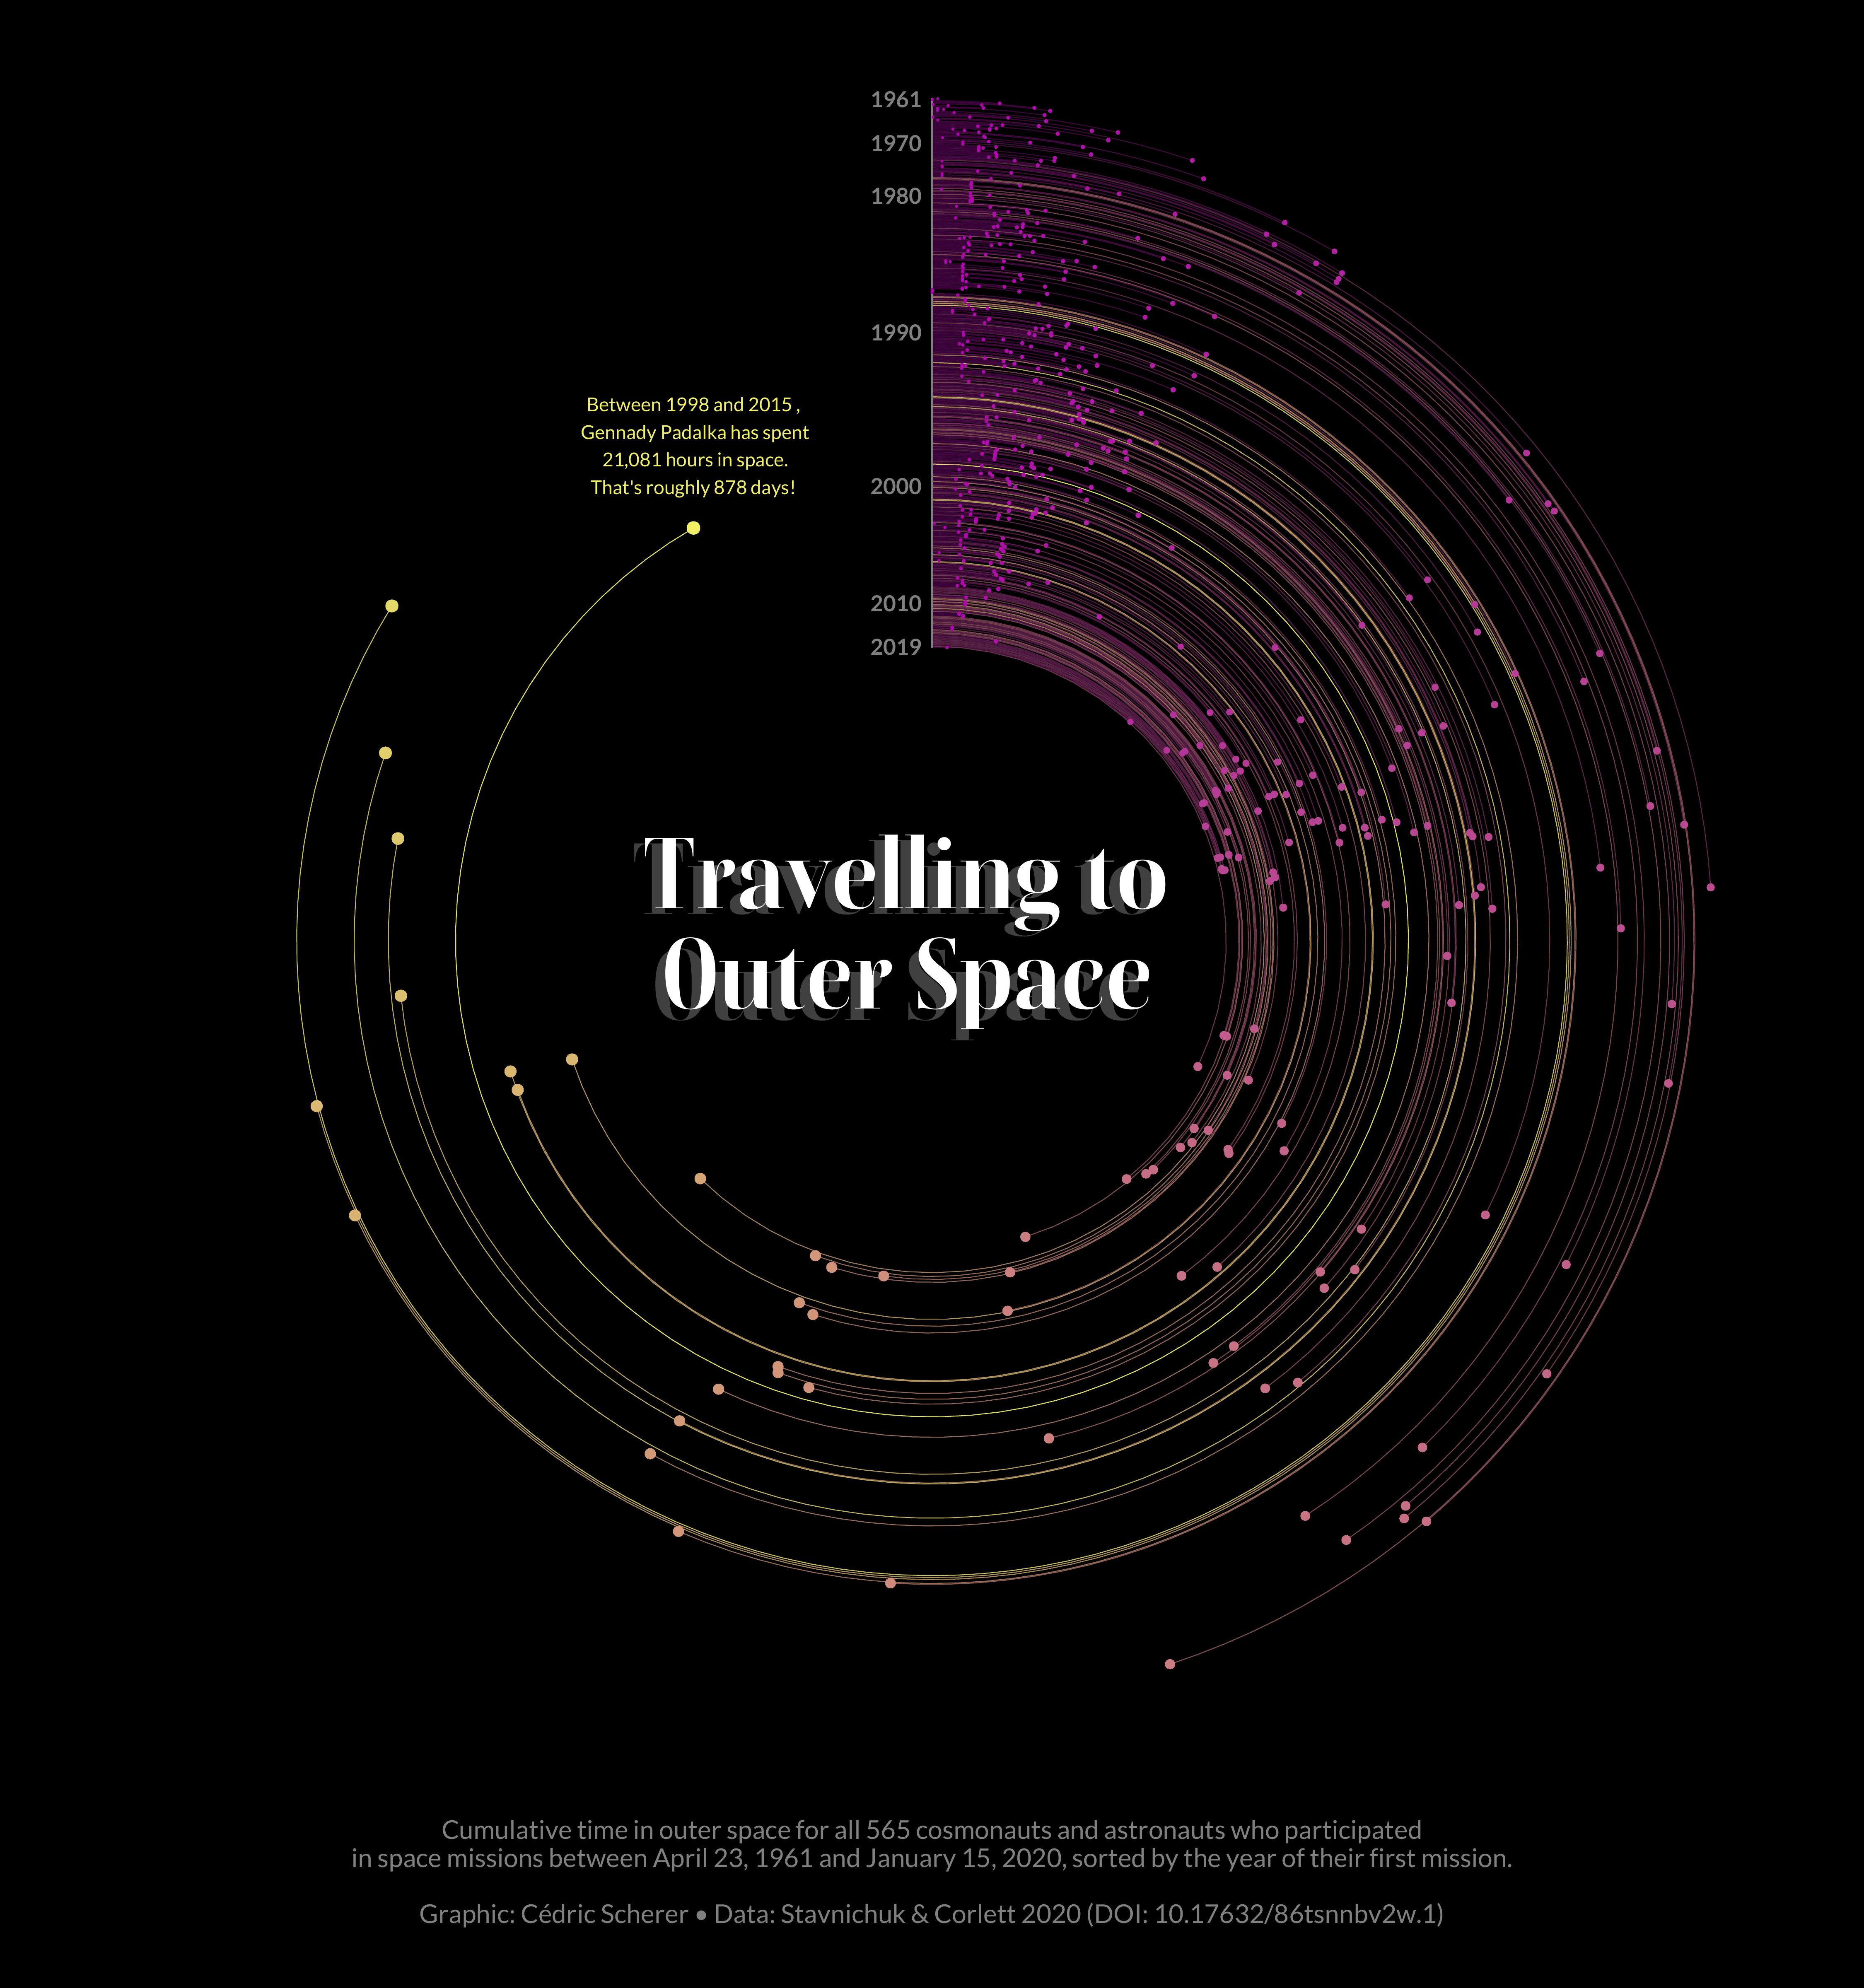 1961
1970
1980
1990
2000
2010
2019
Between 1998 and 2015 ,
Gennady Padalka has spent
21,081 hours in space.
That's roughly 878 days!
Travelling to
Outer Space
Cumulative time in outer space for all 565 cosmonauts and astronauts who participated
in space missions between April 23, 1961 and January 15, 2020, sorted by the year of their first mission.
Graphic: Cédric Scherer • Data: Stavnichuk & Corlett 2020 (DOI: 10.17632/86tsnnbv2w.1)